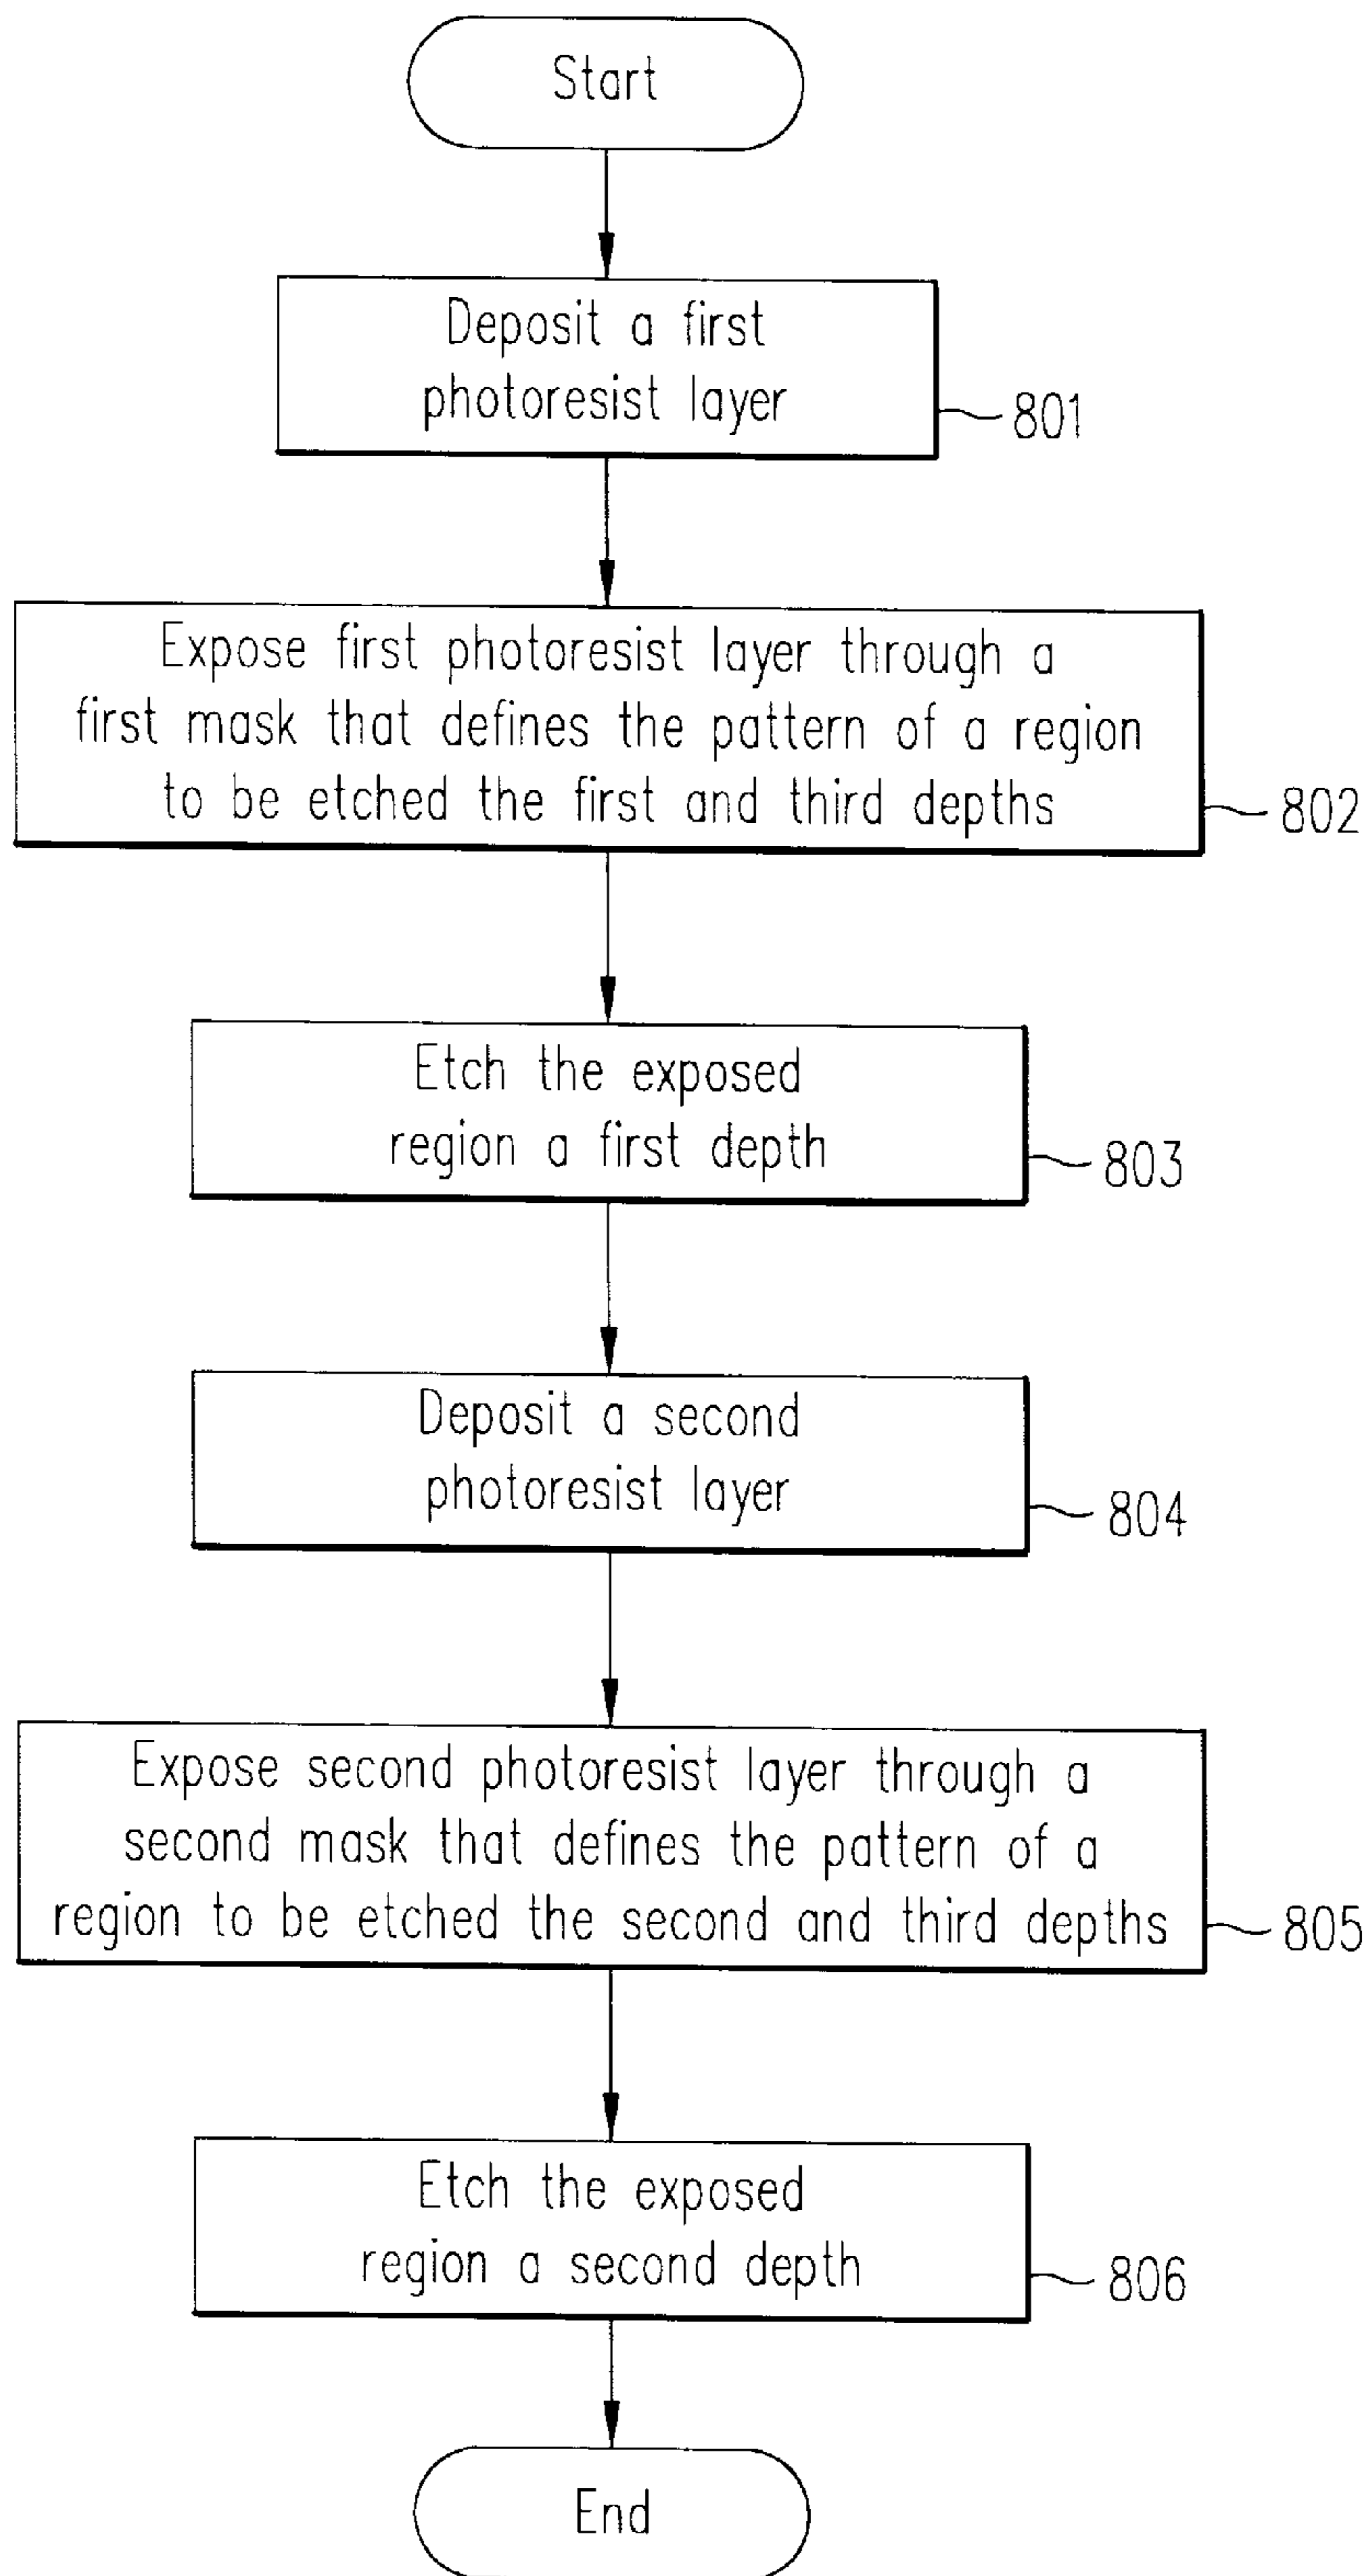 Start
Deposit a first
photoresist layer
801
Expose first photoresist layer through a
first mask that defines the pattern of a region
to be etched the first and third depths
802
Etch the exposed
region a first depth
803
Deposit a second
photoresist layer
804
Expose second photoresist layer through a
second mask that defines the pattern of a
region to be etched the second and third depths
805
Etch the exposed
region a second depth
806
End